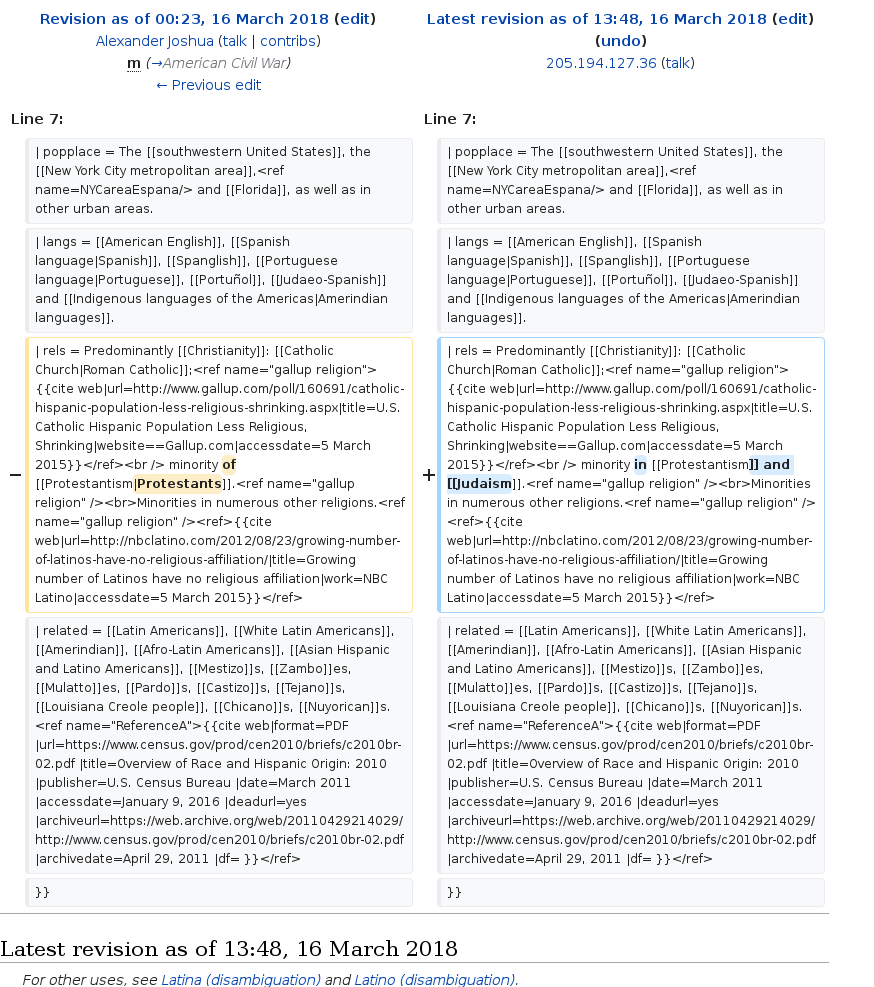 Revision as of 00:23, 16 March 2018 (edit)
Alexander Joshua (talk | contribs)
m (→American Civil War)
← Previous edit
Latest revision as of 13:48, 16 March 2018 (edit)
(undo)
205.194.127.36 (talk)
Line 7:
| popplace = The [[southwestern United States]], the
[[New York City metropolitan area]],<ref
name=NYCareaEspana/> and [[Florida]], as well as in
other urban areas.
| langs = [[American English]], [[Spanish
language|Spanish]], [[Spanglish]], [[Portuguese
language|Portuguese]], [[Portuñol]], [[Judaeo-Spanish]]
and [[Indigenous languages of the Americas|Amerindian
languages]].
− | rels = Predominantly [[Christianity]]: [[Catholic
Church|Roman Catholic]];<ref name="gallup religion">
{{cite web|url=http://www.gallup.com/poll/160691/catholic-
hispanic-population-less-religious-shrinking.aspx|title=U.S.
Catholic Hispanic Population Less Religious,
Shrinking|website==Gallup.com|accessdate=5 March
2015}}</ref><br /> minority of
[[Protestantism|Protestants]].<ref name="gallup
religion" /><br>Minorities in numerous other religions.<ref
name="gallup religion" /><ref>{{cite
web|url=http://nbclatino.com/2012/08/23/growing-number-
of-latinos-have-no-religious-affiliation/|title=Growing
number of Latinos have no religious affiliation|work=NBC
Latino|accessdate=5 March 2015}}</ref>
| related = [[Latin Americans]], [[White Latin Americans]],
[[Amerindian]], [[Afro-Latin Americans]], [[Asian Hispanic
and Latino Americans]], [[Mestizo]]s, [[Zambo]]es,
[[Mulatto]]es, [[Pardo]]s, [[Castizo]]s, [[Tejano]]s,
[[Louisiana Creole people]], [[Chicano]]s, [[Nuyorican]]s.
<ref name="ReferenceA">{{cite web|format=PDF
|url=https://www.census.gov/prod/cen2010/briefs/c2010br-
02.pdf |title=Overview of Race and Hispanic Origin: 2010
|publisher=U.S. Census Bureau |date=March 2011
|accessdate=January 9, 2016 |deadurl=yes
|archiveurl=https://web.archive.org/web/20110429214029/
http://www.census.gov/prod/cen2010/briefs/c2010br-02.pdf
|archivedate=April 29, 2011 |df= }}</ref>
}}
Line 7:
| popplace = The [[southwestern United States]], the
[[New York City metropolitan area]],<ref
name=NYCareaEspana/> and [[Florida]], as well as in
other urban areas.
| langs = [[American English]], [[Spanish
language|Spanish]], [[Spanglish]], [[Portuguese
language|Portuguese]], [[Portuñol]], [[Judaeo-Spanish]]
and [[Indigenous languages of the Americas|Amerindian
languages]].
+ | rels = Predominantly [[Christianity]]: [[Catholic
Church|Roman Catholic]];<ref name="gallup religion">
{{cite web|url=http://www.gallup.com/poll/160691/catholic-
hispanic-population-less-religious-shrinking.aspx|title=U.S.
Catholic Hispanic Population Less Religious,
Shrinking|website==Gallup.com|accessdate=5 March
2015}}</ref><br /> minority in [[Protestantism]] and
[[Judaism]].<ref name="gallup religion" /><br>Minorities
in numerous other religions.<ref name="gallup religion" />
<ref>{{cite
web|url=http://nbclatino.com/2012/08/23/growing-number-
of-latinos-have-no-religious-affiliation/|title=Growing
number of Latinos have no religious affiliation|work=NBC
Latino|accessdate=5 March 2015}}</ref>
| related = [[Latin Americans]], [[White Latin Americans]],
[[Amerindian]], [[Afro-Latin Americans]], [[Asian Hispanic
and Latino Americans]], [[Mestizo]]s, [[Zambo]]es,
[[Mulatto]]es, [[Pardo]]s, [[Castizo]]s, [[Tejano]]s,
[[Louisiana Creole people]], [[Chicano]]s, [[Nuyorican]]s.
<ref name="ReferenceA">{{cite web|format=PDF
|url=https://www.census.gov/prod/cen2010/briefs/c2010br-
02.pdf |title=Overview of Race and Hispanic Origin: 2010
|publisher=U.S. Census Bureau |date=March 2011
|accessdate=January 9, 2016 |deadurl=yes
|archiveurl=https://web.archive.org/web/20110429214029/
http://www.census.gov/prod/cen2010/briefs/c2010br-02.pdf
|archivedate=April 29, 2011 |df= }}</ref>
}}
Latest revision as of 13:48, 16 March 2018
For other uses, see Latina (disambiguation) and Latino (disambiguation).